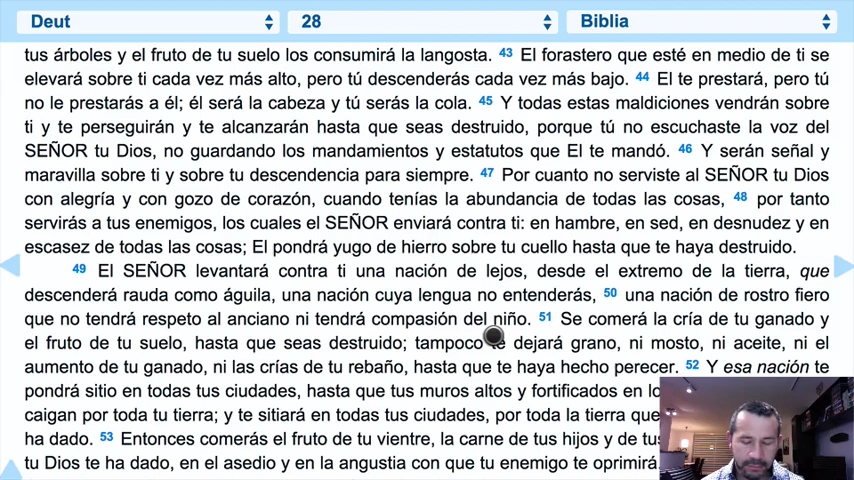 Deut 28 Biblia
tus árboles y el fruto de tu suelo los consumirá la langosta. 43 El forastero que esté en medio de ti se
elevará sobre ti cada vez más alto, pero tú descenderás cada vez más bajo. 44 El te prestará, pero tú
no le prestarás a él; él será la cabeza y tú serás la cola. 45 Y todas estas maldiciones vendrán sobre
ti y te perseguirán y te alcanzarán hasta que seas destruido, porque tú no escuchaste la voz del
SEÑOR tu Dios, no guardando los mandamientos y estatutos que El te mandó. 46 Y serán señal y
maravilla sobre ti y sobre tu descendencia para siempre. 47 Por cuanto no serviste al SEÑOR tu Dios
con alegría y con gozo de corazón, cuando tenías la abundancia de todas las cosas, 48 por tanto
servirás a tus enemigos, los cuales el SEÑOR enviará contra ti: en hambre, en sed, en desnudez y en
escasez de todas las cosas; El pondrá yugo de hierro sobre tu cuello hasta que te haya destruido.
49 El SEÑOR levantará contra ti una nación de lejos, desde el extremo de la tierra, que
descenderá rauda como águila, una nación cuya lengua no entenderás, 50 una nación de rostro fiero
que no tendrá respeto al anciano ni tendrá compasión del niño. 51 Se comerá la cría de tu ganado y
el fruto de tu suelo, hasta que seas destruido; tampoco dejará grano, ni mosto, ni aceite, ni el
aumento de tu ganado, ni las crías de tu rebaño, hasta que te haya hecho perecer. 52 Y esa nación te
pondrá sitio en todas tus ciudades, hasta que tus muros altos y fortificados en
caigan por toda tu tierra; y te sitiará en todas tus ciudades, por toda la tierra que
ha dado. 53 Entonces comerás el fruto de tu vientre, la carne de tus hijos y de
tu Dios te ha dado, en el asedio y en la angustia con que tu enemigo te oprimirá.